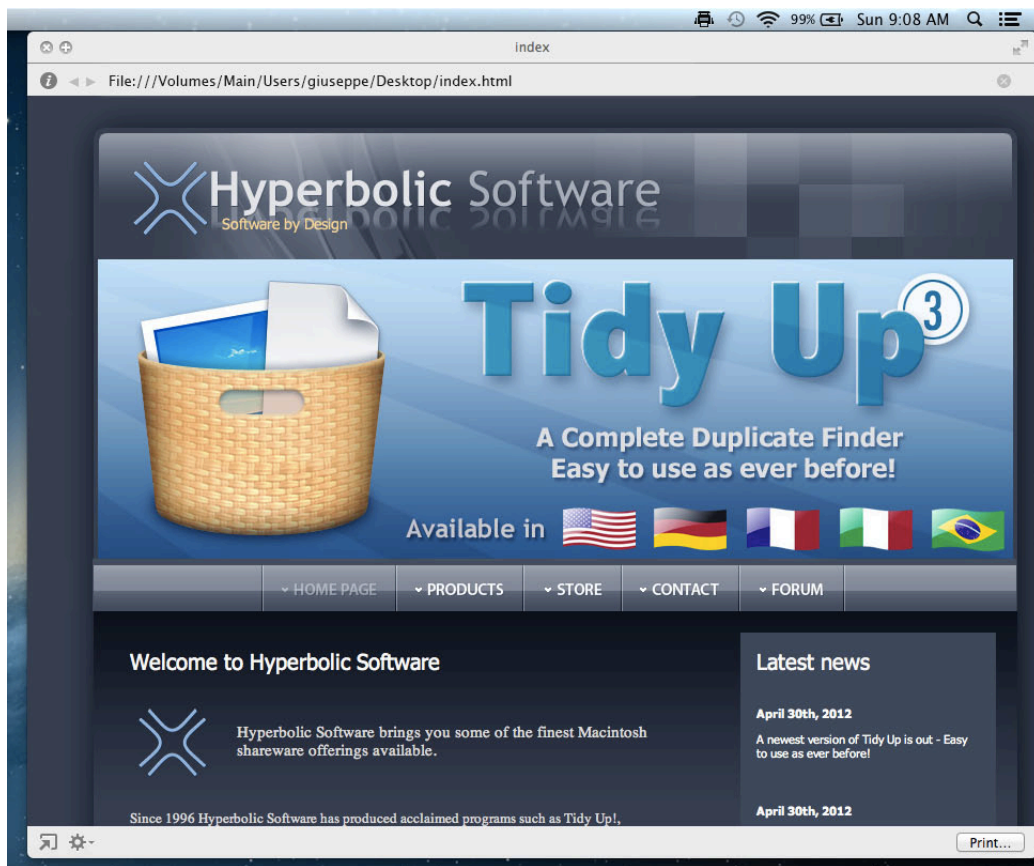 99% Sun 9:08 AM
index
File:///Volumes/Main/Users/giuseppe/Desktop/index.html
Hyperbolic Software
Software by Design
Tidy Up 3
A Complete Duplicate Finder
Easy to use as ever before!
Available in
HOME PAGE PRODUCTS STORE CONTACT FORUM
Welcome to Hyperbolic Software
Hyperbolic Software brings you some of the finest Macintosh
shareware offerings available.
Since 1996 Hyperbolic Software has produced acclaimed programs such as Tidy Up!,
Latest news
April 30th, 2012
A newest version of Tidy Up is out - Easy
to use as ever before!
April 30th, 2012
Print...